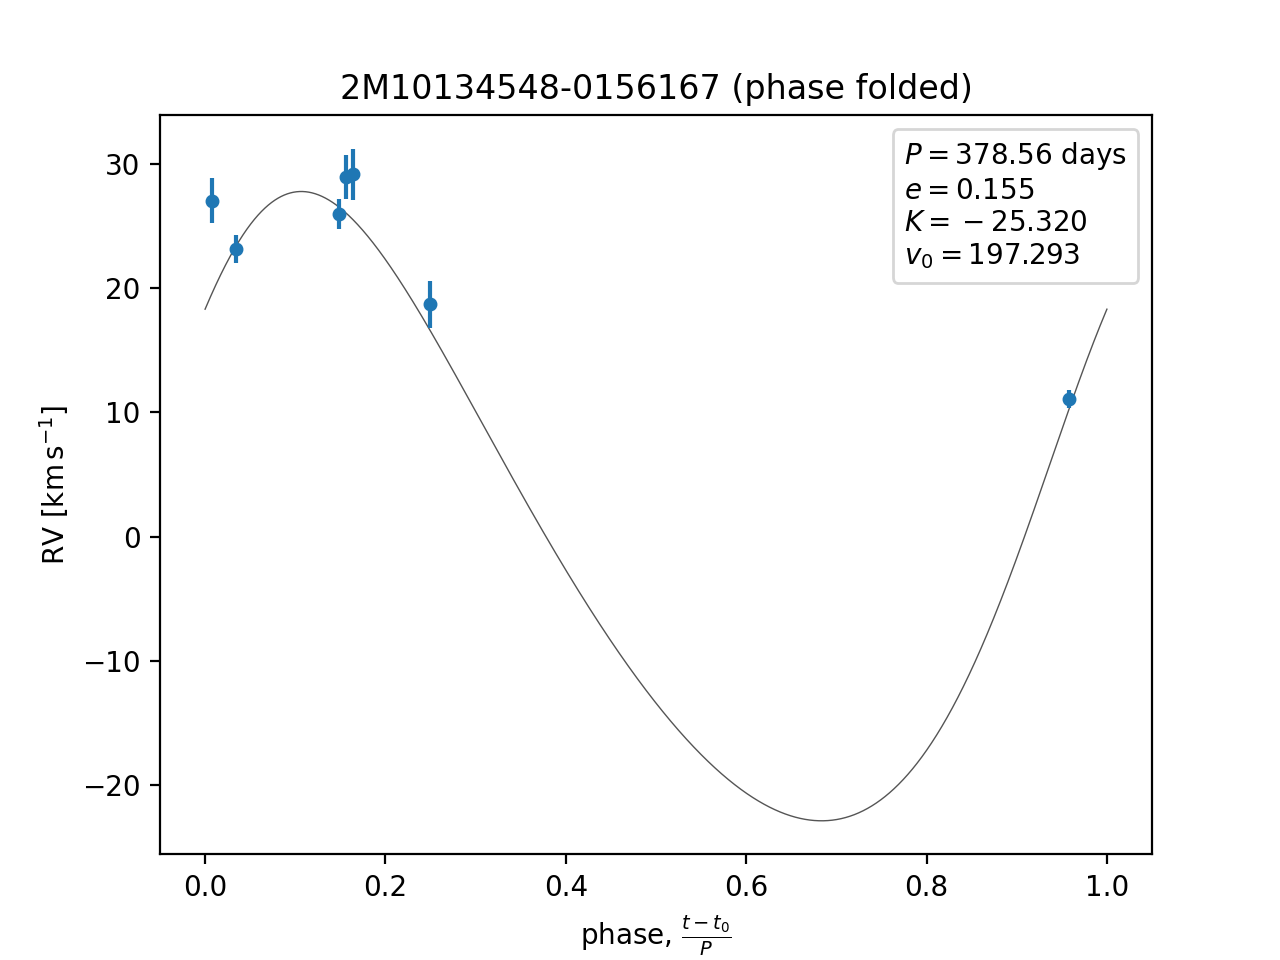 2M10134548-0156167 (phase folded)
P = 378.56 days
e = 0.155
K = −25.320
v₀ = 197.293
30
20
10
0
−10
−20
RV [km s⁻¹]
0.0 0.2 0.4 0.6 0.8 1.0
phase, (t − t₀)/P